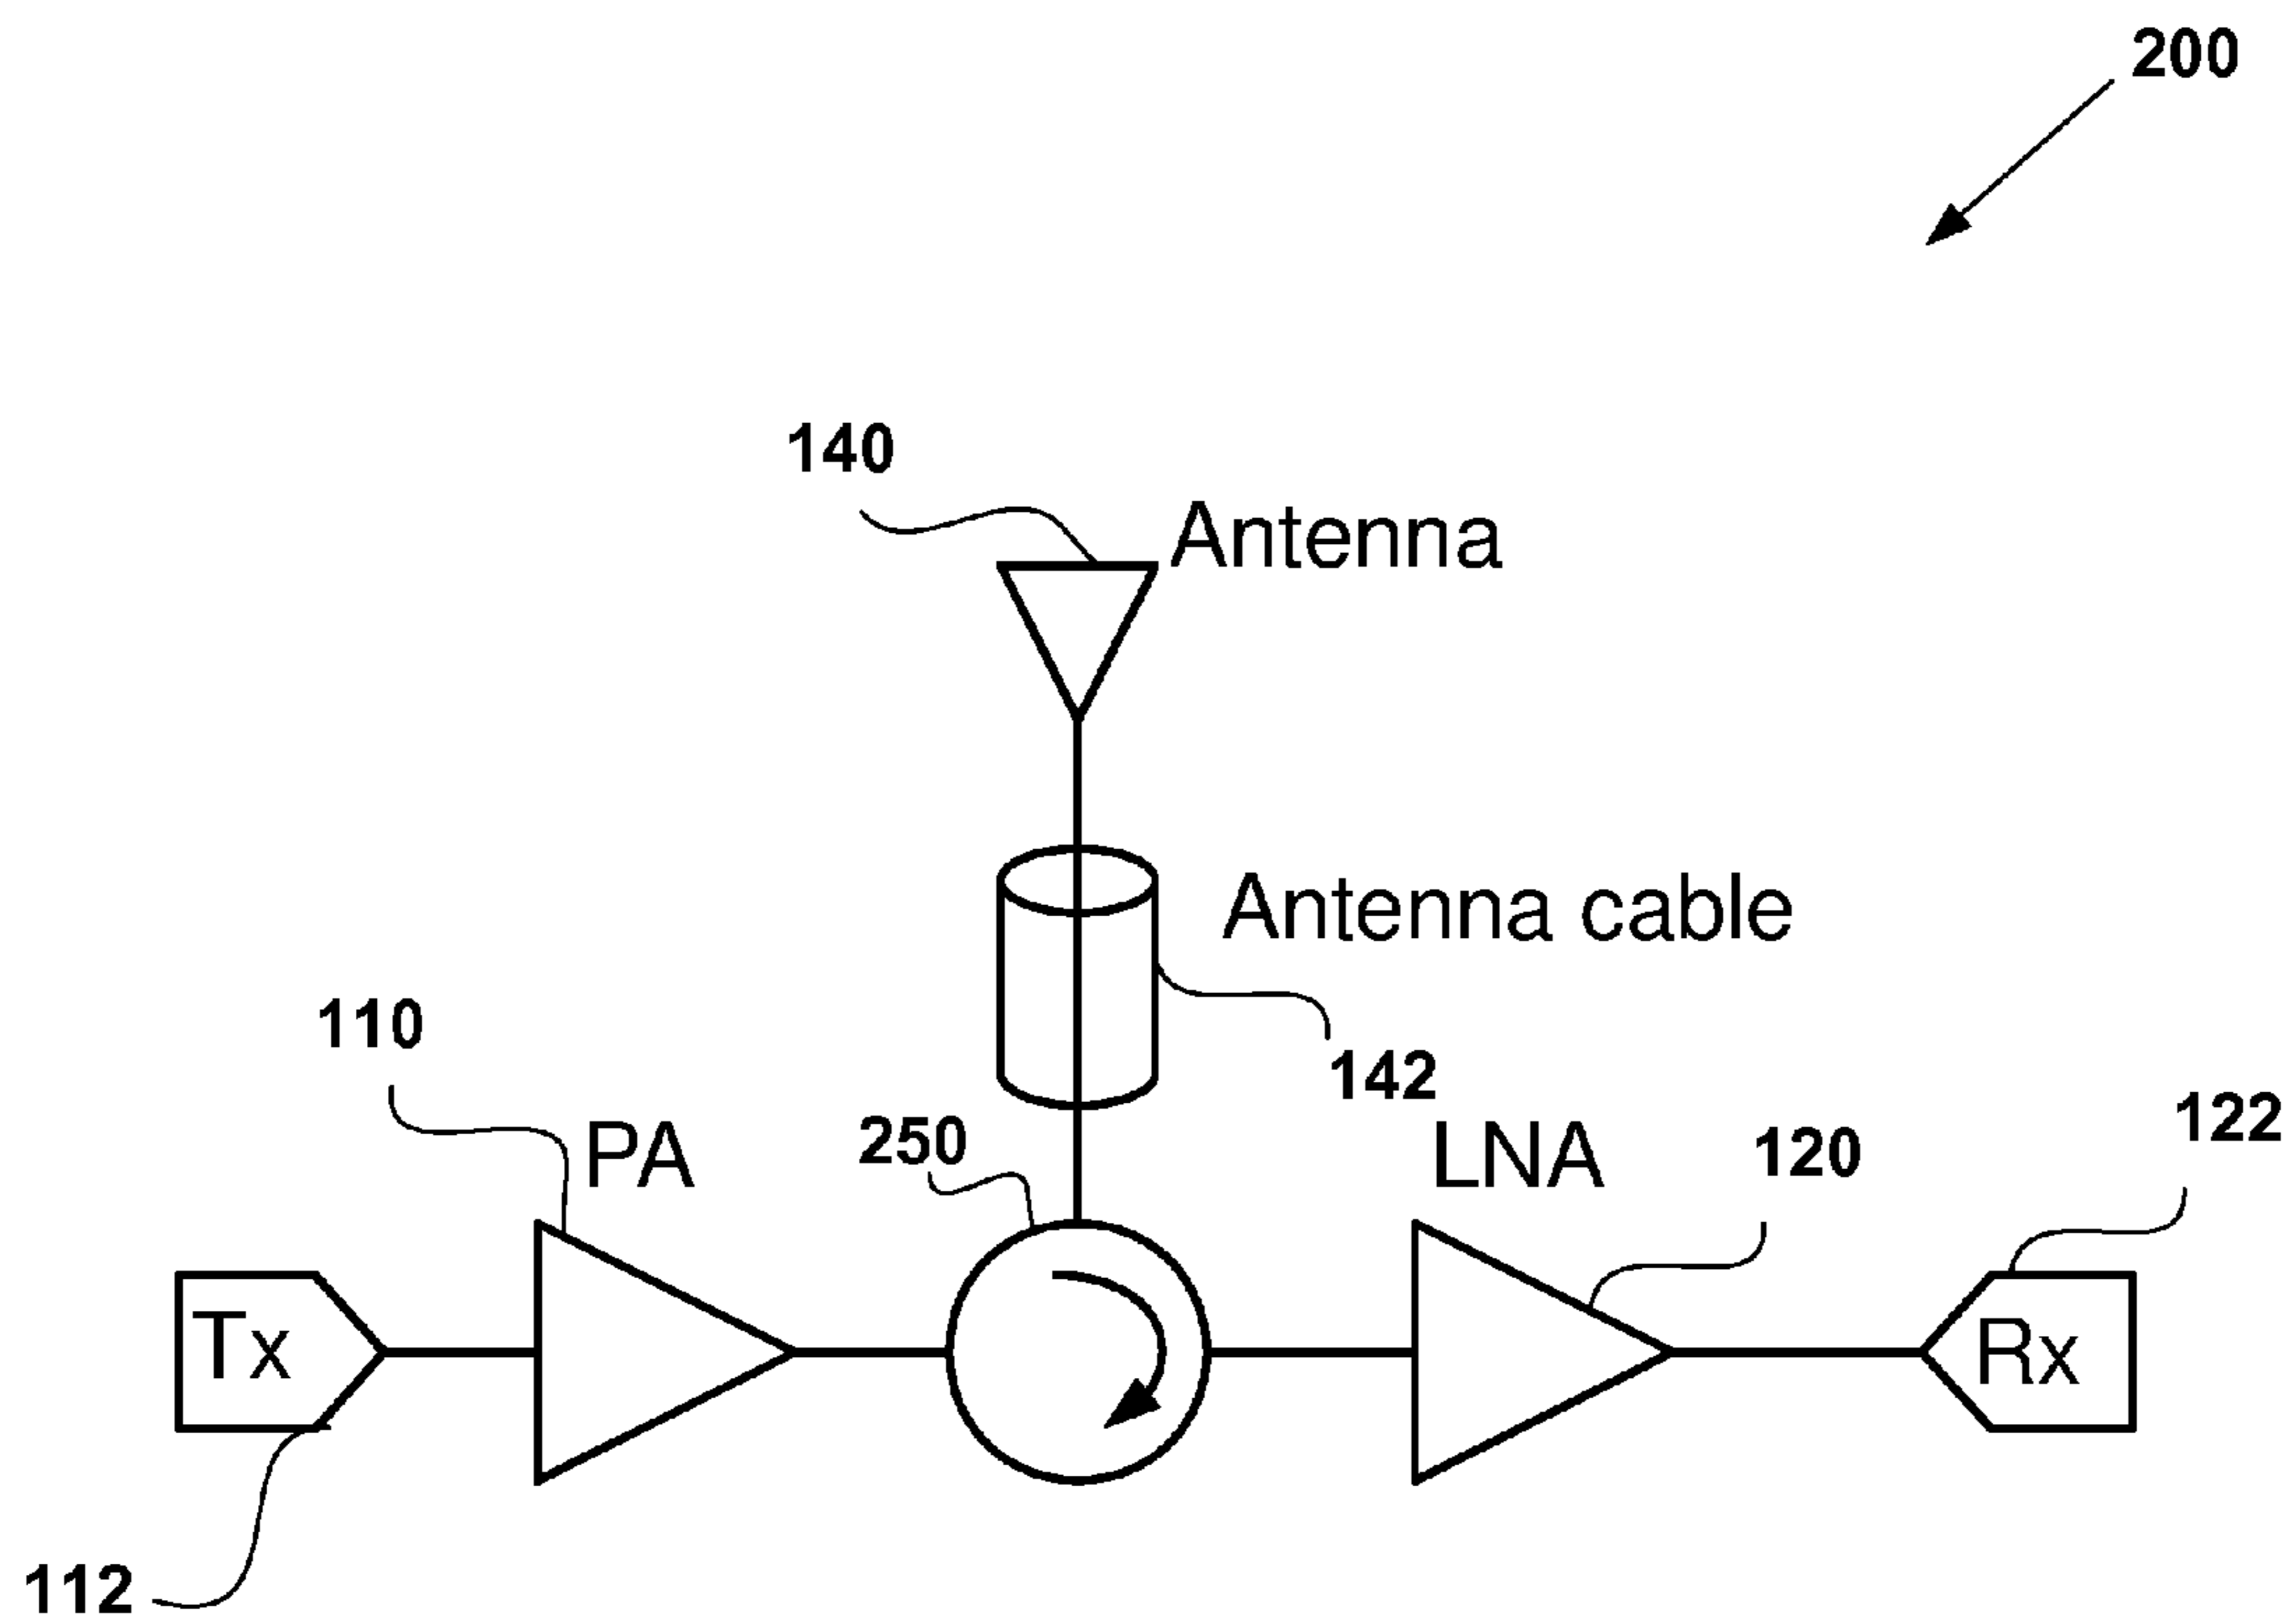 200
140
Antenna
Antenna cable
110
142
PA
250
LNA
120
122
Tx
Rx
112